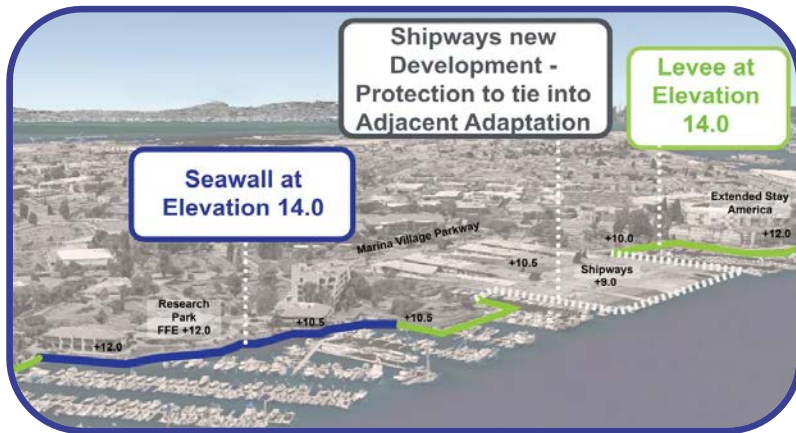 Shipways new
Development -
Protection to tie into
Adjacent Adaptation
Levee at
Elevation
14.0
Seawall at
Elevation 14.0
Extended Stay
America
Marina Village Parkway
+10.0
+12.0
+10.5
Shipways
+9.0
Research
Park
FFE +12.0
+10.5
+10.5
+12.0